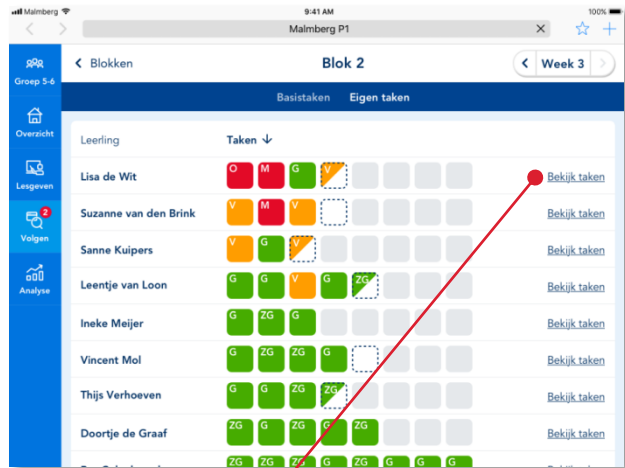 Malmberg 9:41 AM 100%
Malmberg P1
Groep 5-6
Overzicht
Lesgeven
2
Volgen
Analyse
Blokken Blok 2 Week 3
Basistaken Eigen taken
Leerling Taken
Lisa de Wit O M G V Bekijk taken
Suzanne van den Brink V M V Bekijk taken
Sanne Kuipers V G V Bekijk taken
Leentje van Loon G G V G ZG Bekijk taken
Ineke Meijer G ZG G Bekijk taken
Vincent Mol G ZG ZG G Bekijk taken
Thijs Verhoeven G G ZG ZG Bekijk taken
Doortje de Graaf ZG G ZG G ZG Bekijk taken
ZG ZG ZG G ZG G G G